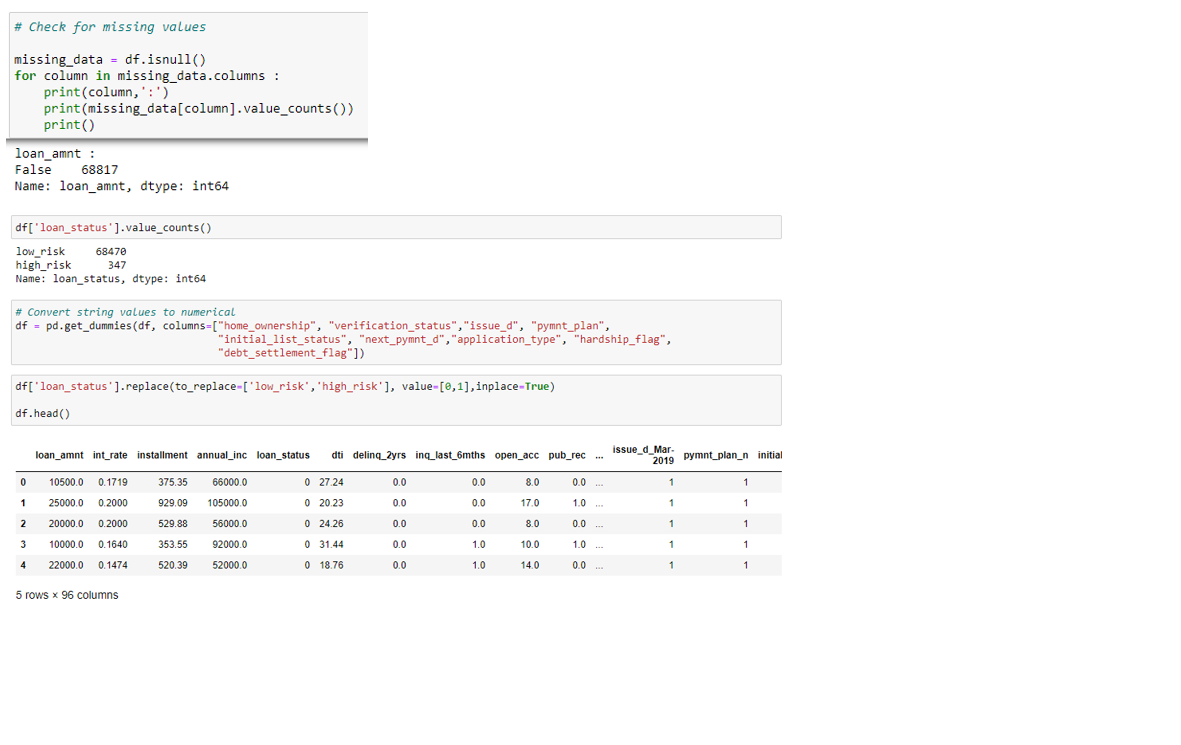 # Check for missing values
missing_data = df.isnull()
for column in missing_data.columns :
    print(column,':')
    print(missing_data[column].value_counts())
    print()
loan_amnt :
False    68817
Name: loan_amnt, dtype: int64
df['loan_status'].value_counts()
low_risk     68470
high_risk      347
Name: loan_status, dtype: int64
# Convert string values to numerical
df = pd.get_dummies(df, columns=["home_ownership", "verification_status","issue_d", "pymnt_plan",
"initial_list_status", "next_pymnt_d","application_type", "hardship_flag",
"debt_settlement_flag"])
df['loan_status'].replace(to_replace=['low_risk','high_risk'], value=[0,1],inplace=True)
df.head()
loan_amnt int_rate installment annual_inc loan_status dti delinq_2yrs inq_last_6mths open_acc pub_rec ... issue_d_Mar-2019 pymnt_plan_n initial
0 10500.0 0.1719 375.35 66000.0 0 27.24 0.0 0.0 8.0 0.0 ... 1 1
1 25000.0 0.2000 929.09 105000.0 0 20.23 0.0 0.0 17.0 1.0 ... 1 1
2 20000.0 0.2000 529.88 56000.0 0 24.26 0.0 0.0 8.0 0.0 ... 1 1
3 10000.0 0.1640 353.55 92000.0 0 31.44 0.0 1.0 10.0 1.0 ... 1 1
4 22000.0 0.1474 520.39 52000.0 0 18.76 0.0 1.0 14.0 0.0 ... 1 1
5 rows × 96 columns